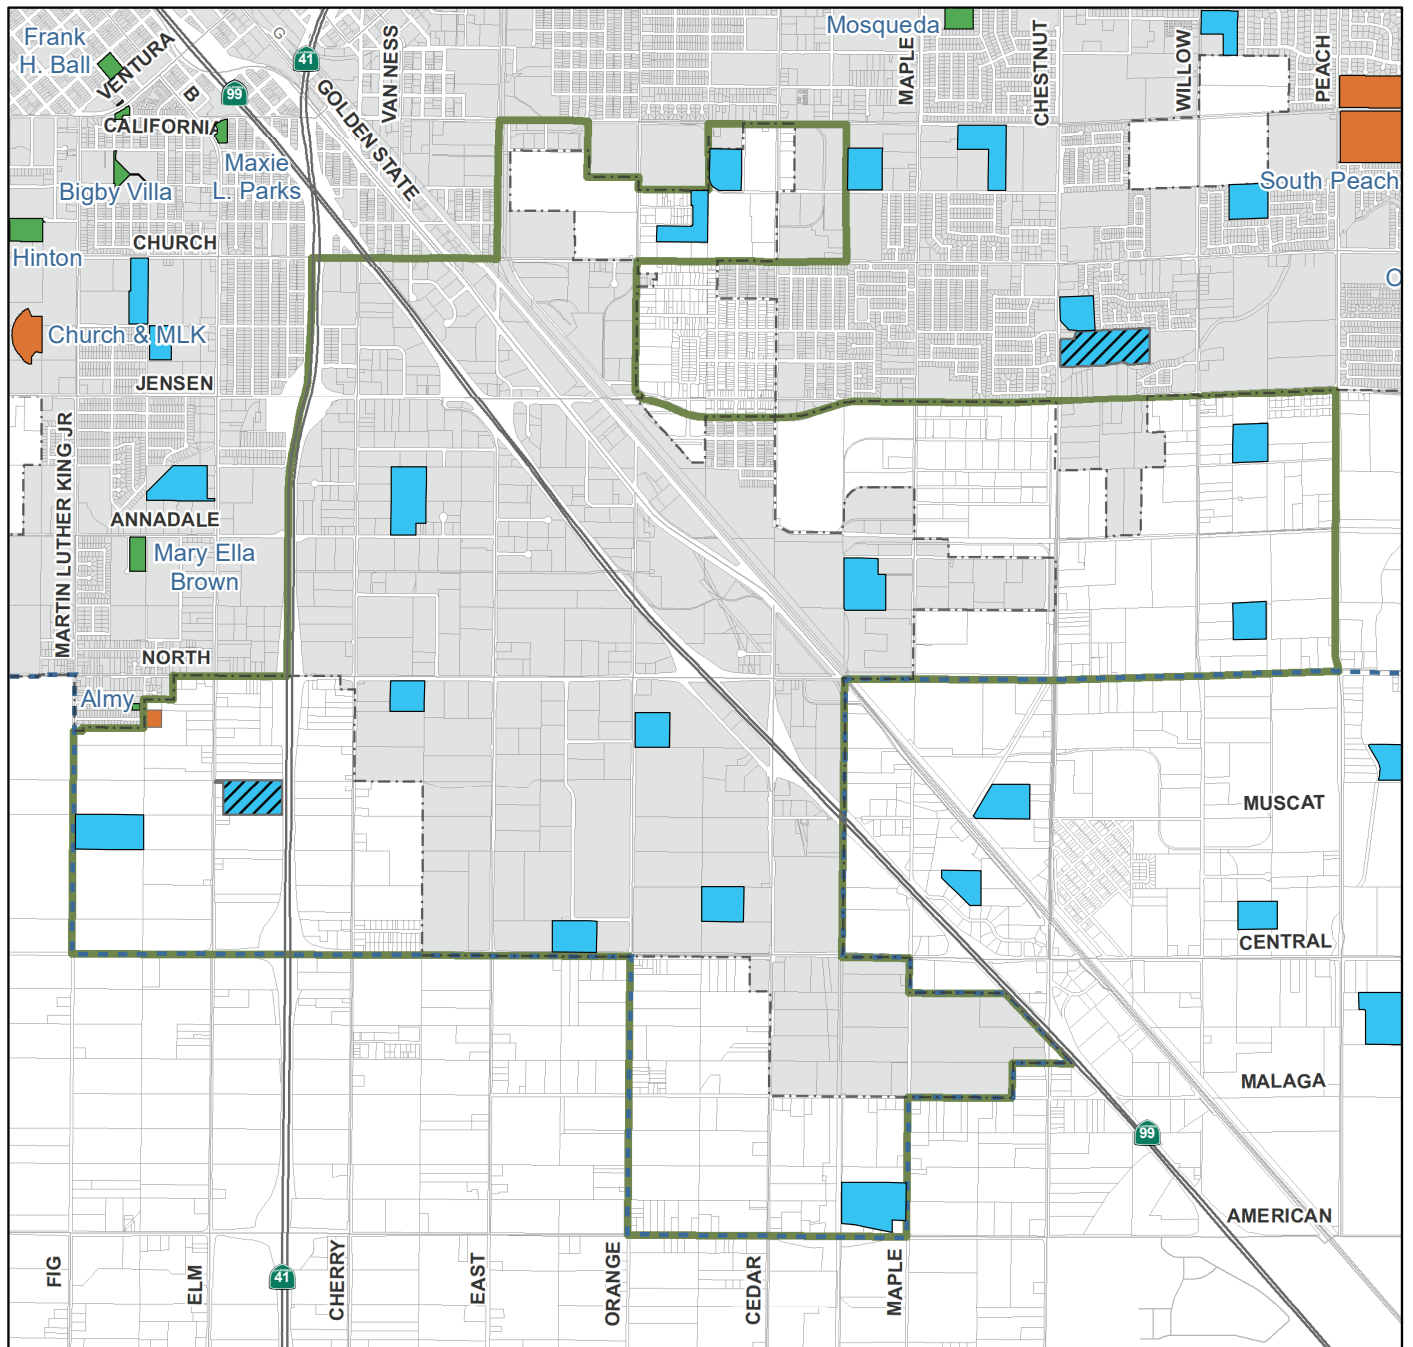 Frank
H. Ball
VENTURA
B
G
41
99
GOLDEN STATE
VAN NESS
Mosqueda
MAPLE
CHESTNUT
WILLOW
PEACH
CALIFORNIA
Maxie
L. Parks
Bigby Villa
South Peach
CHURCH
Hinton
O
Church & MLK
JENSEN
MARTIN LUTHER KING JR
ANNADALE
Mary Ella
Brown
NORTH
Almy
MUSCAT
CENTRAL
MALAGA
99
AMERICAN
FIG
ELM
41
CHERRY
EAST
ORANGE
CEDAR
MAPLE